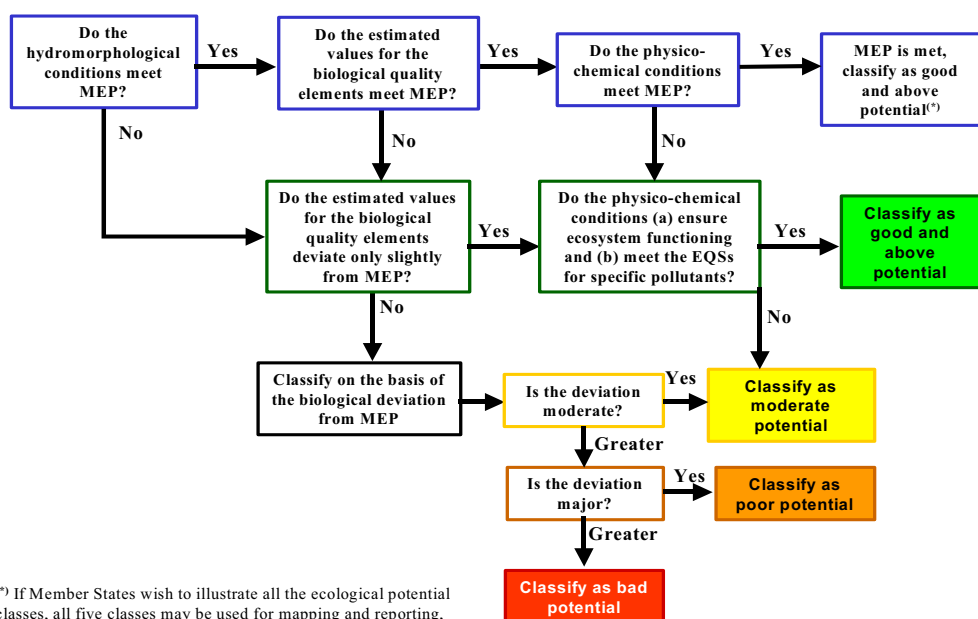 Do the
hydromorphological
conditions meet
MEP?
Yes
Do the estimated
values for the
biological quality
elements meet MEP?
Yes
Do the physico-
chemical conditions
meet MEP?
Yes
MEP is met,
classify as good
and above
potential(*)
No
No
No
Do the estimated values
for the biological
quality elements
deviate only slightly
from MEP?
Yes
Do the physico-chemical
conditions (a) ensure
ecosystem functioning
and (b) meet the EQSs
for specific pollutants?
Yes
Classify as
good and
above
potential
No
No
Classify on the basis of
the biological deviation
from MEP
Is the deviation
moderate?
Yes
Classify as
moderate
potential
Greater
Is the deviation
major?
Yes
Classify as
poor potential
Greater
Classify as bad
potential
*) If Member States wish to illustrate all the ecological potential
classes, all five classes may be used for mapping and reporting.